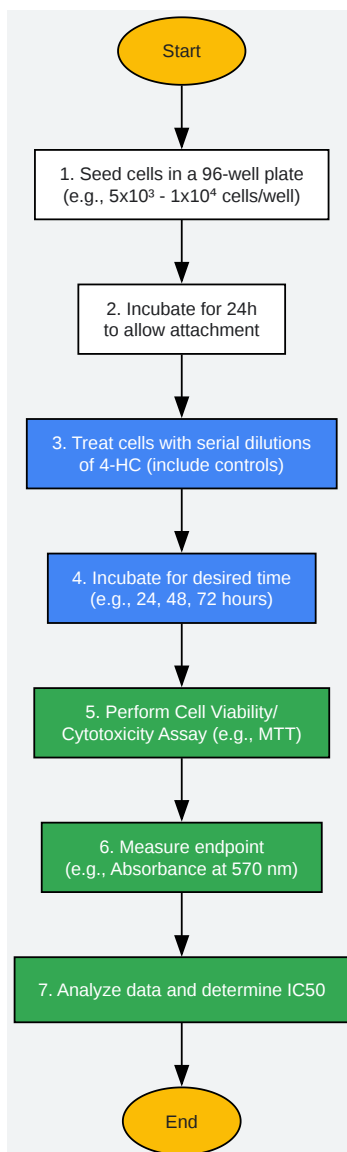 Start
1. Seed cells in a 96-well plate
(e.g., 5x10³ - 1x10⁴ cells/well)
2. Incubate for 24h
to allow attachment
3. Treat cells with serial dilutions
of 4-HC (include controls)
4. Incubate for desired time
(e.g., 24, 48, 72 hours)
5. Perform Cell Viability/
Cytotoxicity Assay (e.g., MTT)
6. Measure endpoint
(e.g., Absorbance at 570 nm)
7. Analyze data and determine IC50
End